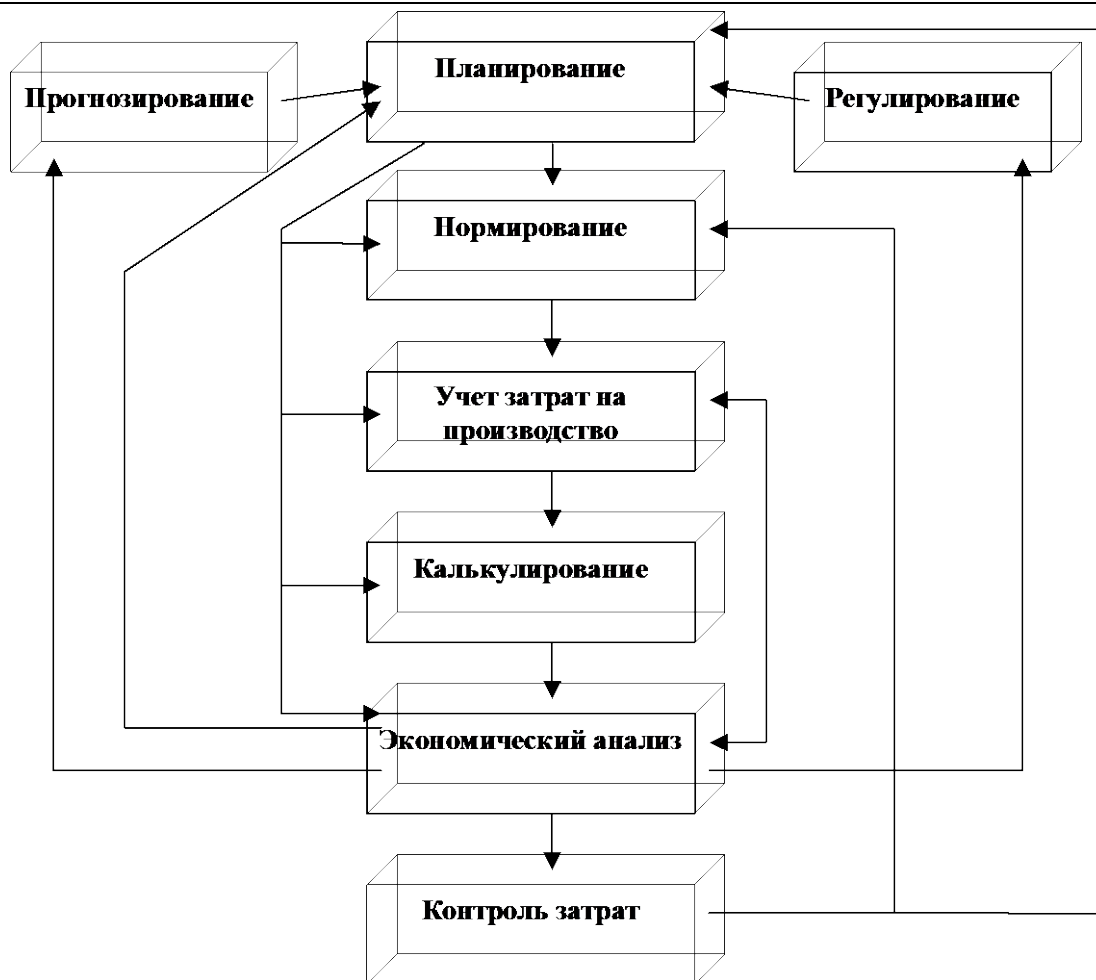 Планирование
Прогнозирование
Регулирование
Нормирование
Учет затрат на
производство
Калькулирование
Экономический анализ
Контроль затрат